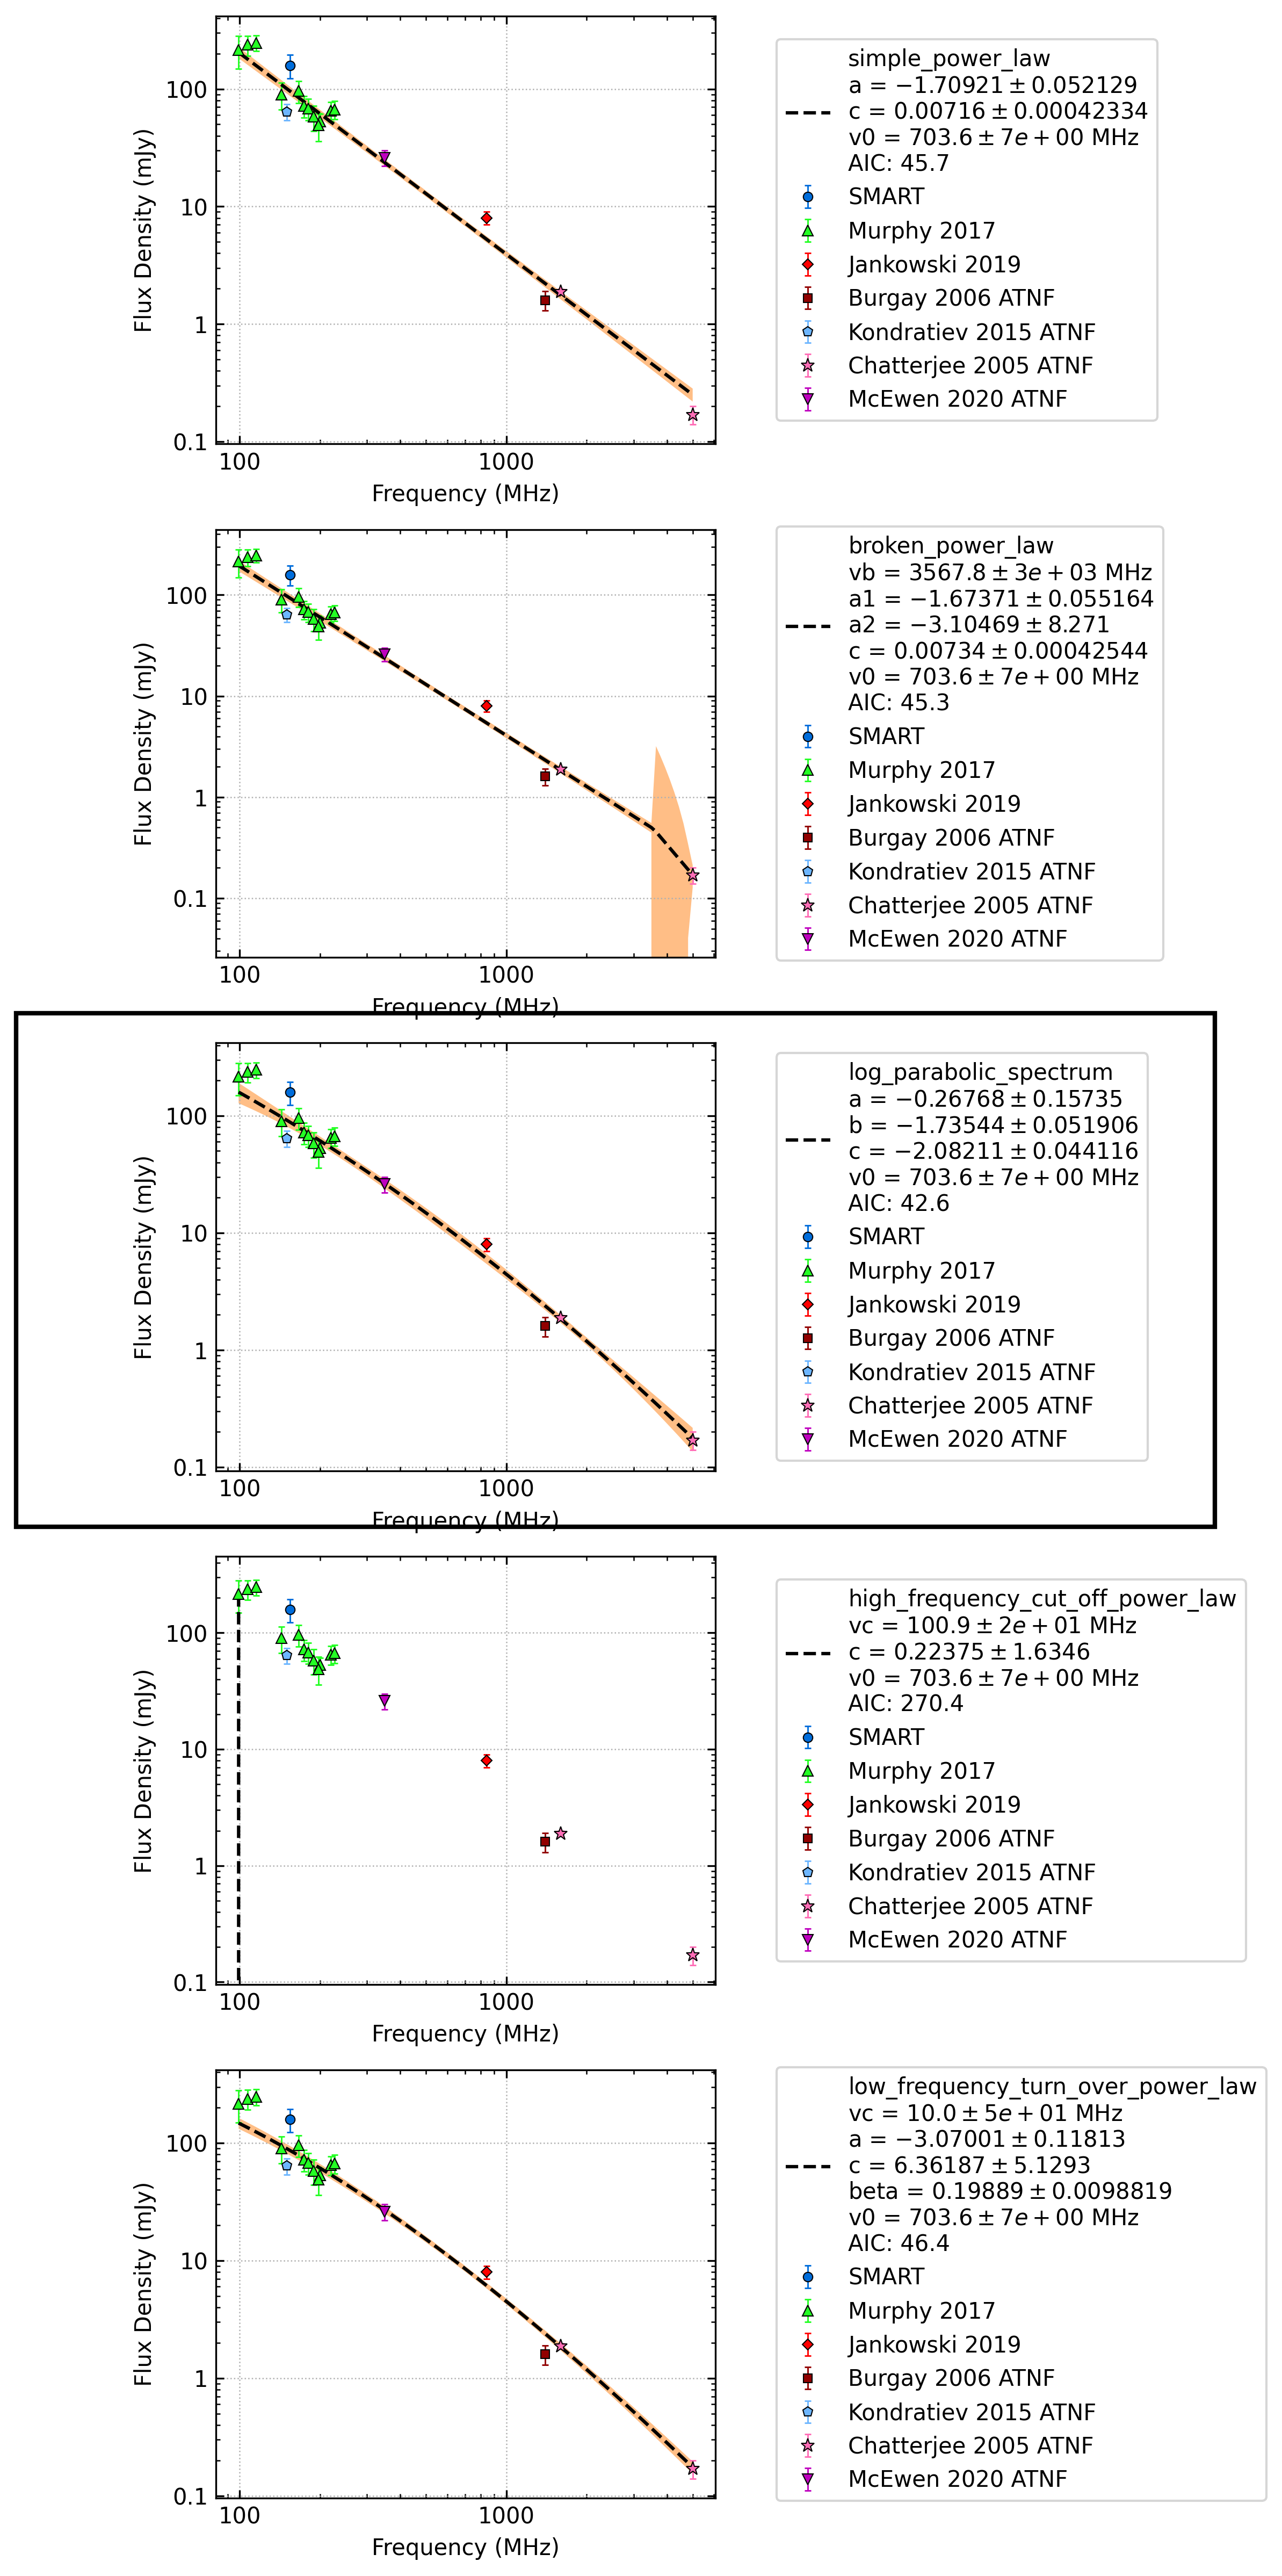 100
10
1
0.1
Flux Density (mJy)
100
1000
Frequency (MHz)
simple_power_law
a = −1.70921 ± 0.052129
c = 0.00716 ± 0.00042334
v0 = 703.6 ± 7e + 00 MHz
AIC: 45.7
SMART
Murphy 2017
Jankowski 2019
Burgay 2006 ATNF
Kondratiev 2015 ATNF
Chatterjee 2005 ATNF
McEwen 2020 ATNF
100
10
1
0.1
Flux Density (mJy)
100
1000
Frequency (MHz)
broken_power_law
vb = 3567.8 ± 3e + 03 MHz
a1 = −1.67371 ± 0.055164
a2 = −3.10469 ± 8.271
c = 0.00734 ± 0.00042544
v0 = 703.6 ± 7e + 00 MHz
AIC: 45.3
SMART
Murphy 2017
Jankowski 2019
Burgay 2006 ATNF
Kondratiev 2015 ATNF
Chatterjee 2005 ATNF
McEwen 2020 ATNF
100
10
1
0.1
Flux Density (mJy)
100
1000
Frequency (MHz)
log_parabolic_spectrum
a = −0.26768 ± 0.15735
b = −1.73544 ± 0.051906
c = −2.08211 ± 0.044116
v0 = 703.6 ± 7e + 00 MHz
AIC: 42.6
SMART
Murphy 2017
Jankowski 2019
Burgay 2006 ATNF
Kondratiev 2015 ATNF
Chatterjee 2005 ATNF
McEwen 2020 ATNF
100
10
1
0.1
Flux Density (mJy)
100
1000
Frequency (MHz)
high_frequency_cut_off_power_law
vc = 100.9 ± 2e + 01 MHz
c = 0.22375 ± 1.6346
v0 = 703.6 ± 7e + 00 MHz
AIC: 270.4
SMART
Murphy 2017
Jankowski 2019
Burgay 2006 ATNF
Kondratiev 2015 ATNF
Chatterjee 2005 ATNF
McEwen 2020 ATNF
100
10
1
0.1
Flux Density (mJy)
100
1000
Frequency (MHz)
low_frequency_turn_over_power_law
vc = 10.0 ± 5e + 01 MHz
a = −3.07001 ± 0.11813
c = 6.36187 ± 5.1293
beta = 0.19889 ± 0.0098819
v0 = 703.6 ± 7e + 00 MHz
AIC: 46.4
SMART
Murphy 2017
Jankowski 2019
Burgay 2006 ATNF
Kondratiev 2015 ATNF
Chatterjee 2005 ATNF
McEwen 2020 ATNF